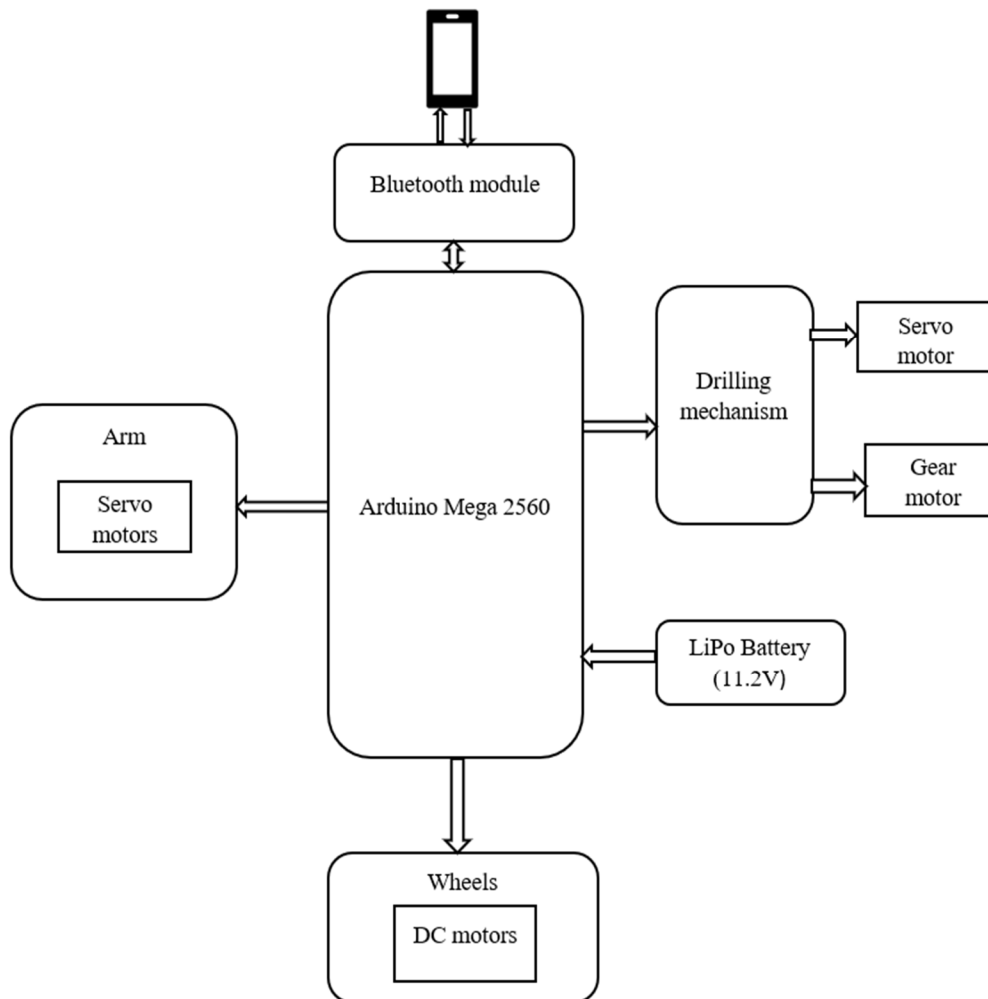 Bluetooth module
Servo
motor
Drilling
mechanism
Arm
Gear
motor
Servo
motors
Arduino Mega 2560
LiPo Battery
(11.2V)
Wheels
DC motors